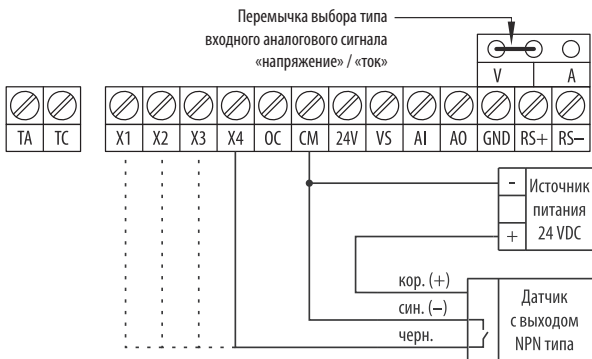 Перемычка выбора типа
входного аналогового сигнала
«напряжение» / «ток»
V A
TA TC X1 X2 X3 X4 OC CM 24V VS AI AO GND RS+ RS–
- Источник
питания
+ 24 VDC
кор. (+)
син. (–)
черн.
Датчик
с выходом
NPN типа